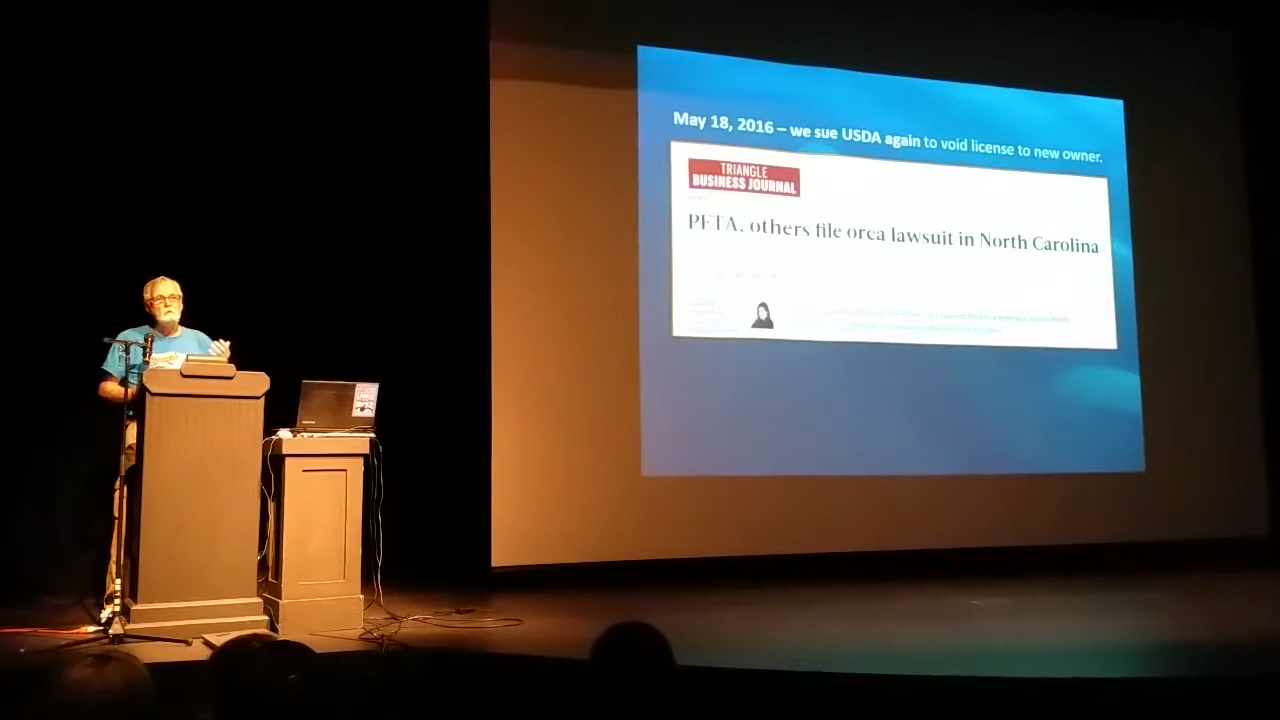 May 18, 2016 – we sue USDA again to void license to new owner.
TRIANGLE
BUSINESS JOURNAL
PETA, others file orca lawsuit in North Carolina